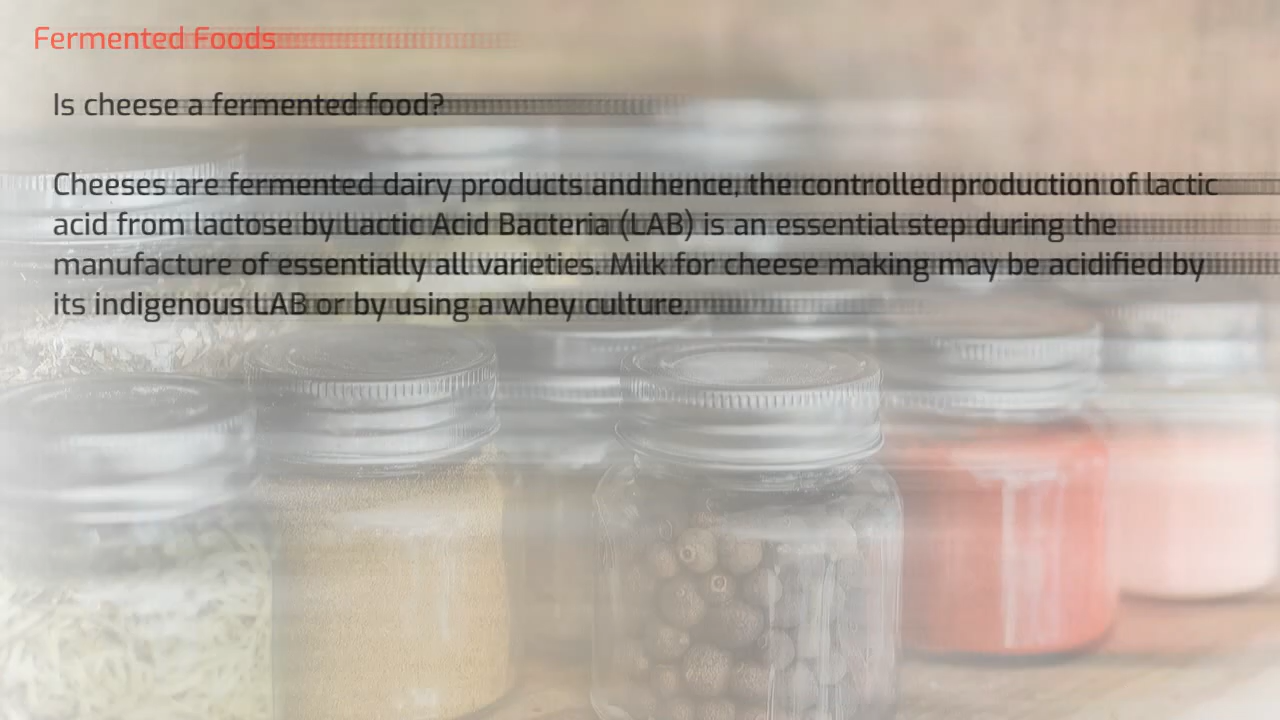 Fermented Foods
Is cheese a fermented food?
Cheeses are fermented dairy products and hence, the controlled production of lactic
acid from lactose by Lactic Acid Bacteria (LAB) is an essential step during the
manufacture of essentially all varieties. Milk for cheese making may be acidified by
its indigenous LAB or by using a whey culture.